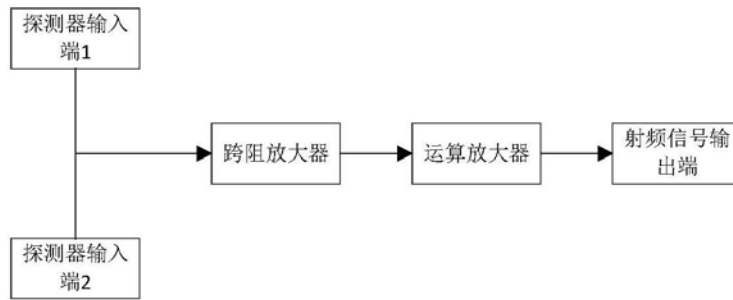 探测器输入
端1
跨阻放大器
运算放大器
射频信号输
出端
探测器输入
端2